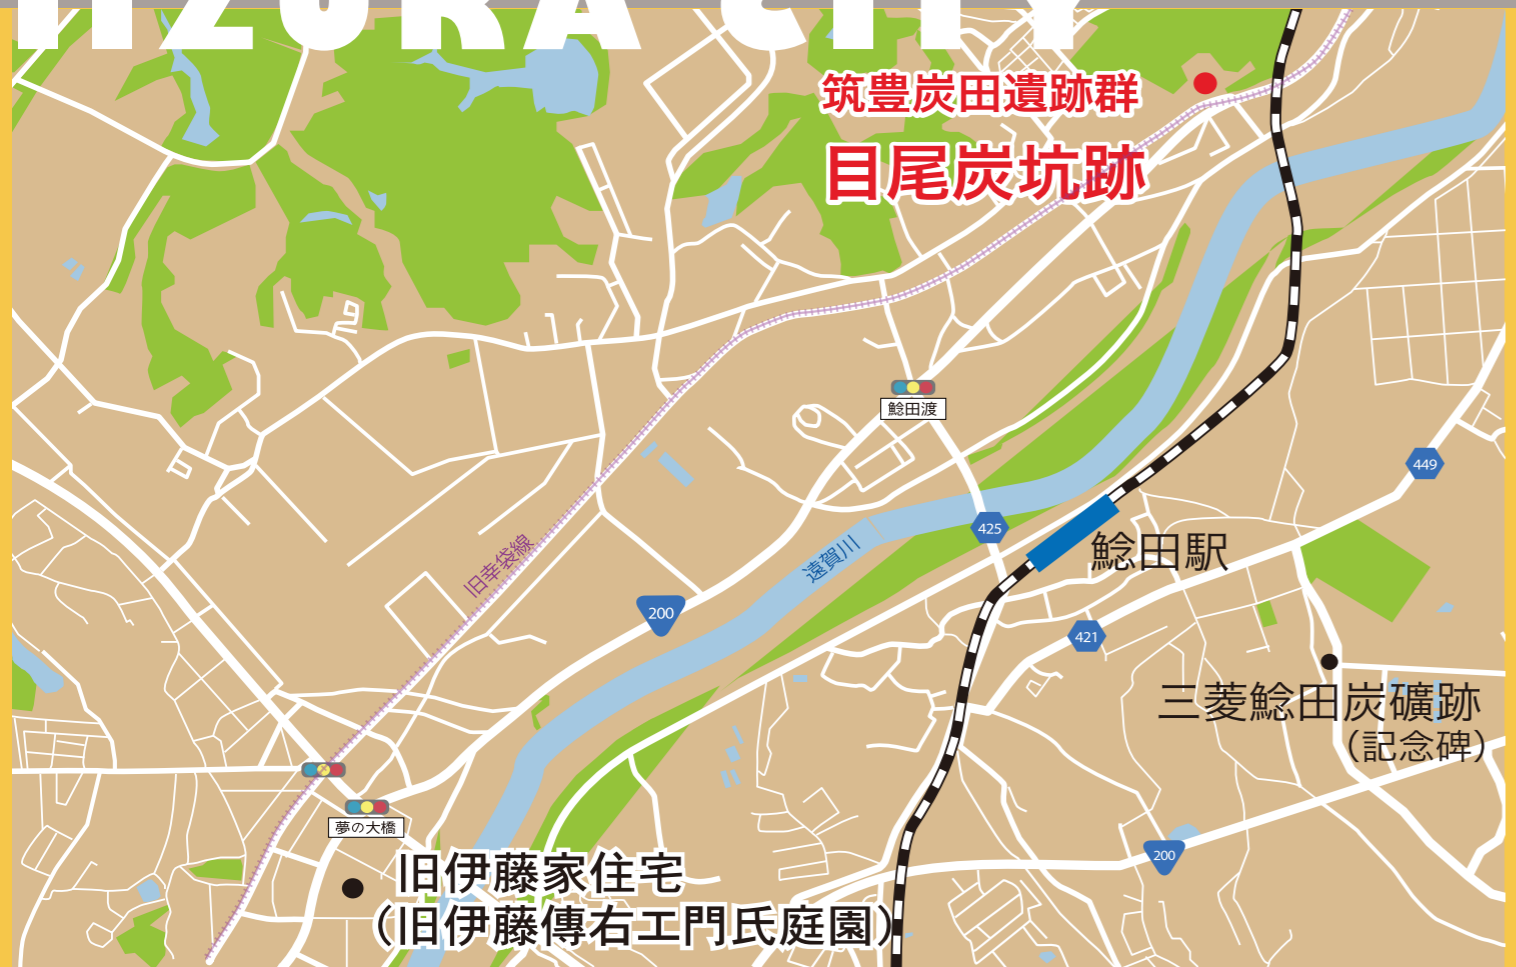 IIZUKA CITY
筑豊炭田遺跡群
目尾炭坑跡
鯰田渡
449
425
鯰田駅
旧幸袋線
遠賀川
200
421
三菱鯰田炭礦跡
（記念碑）
夢の大橋
200
旧伊藤家住宅
（旧伊藤傳右エ門氏庭園）